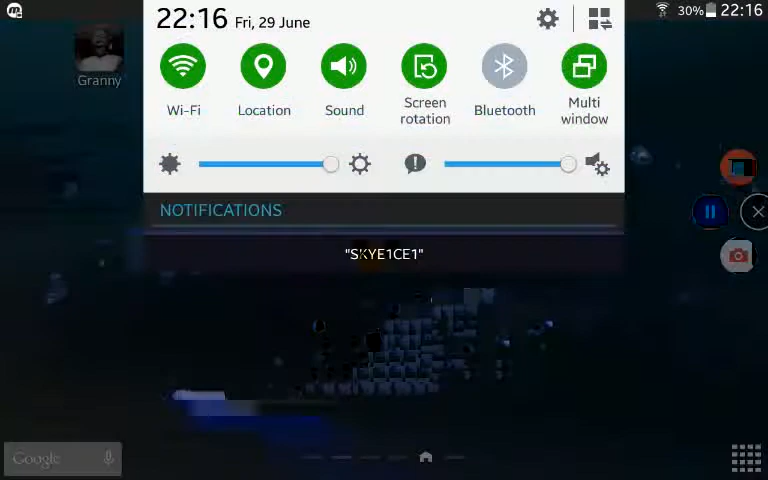 22:16 Fri, 29 June
30% 22:16
Granny
Wi-Fi
Location
Sound
Screen
rotation
Bluetooth
Multi
window
NOTIFICATIONS
"SKYE1CE1"
Google